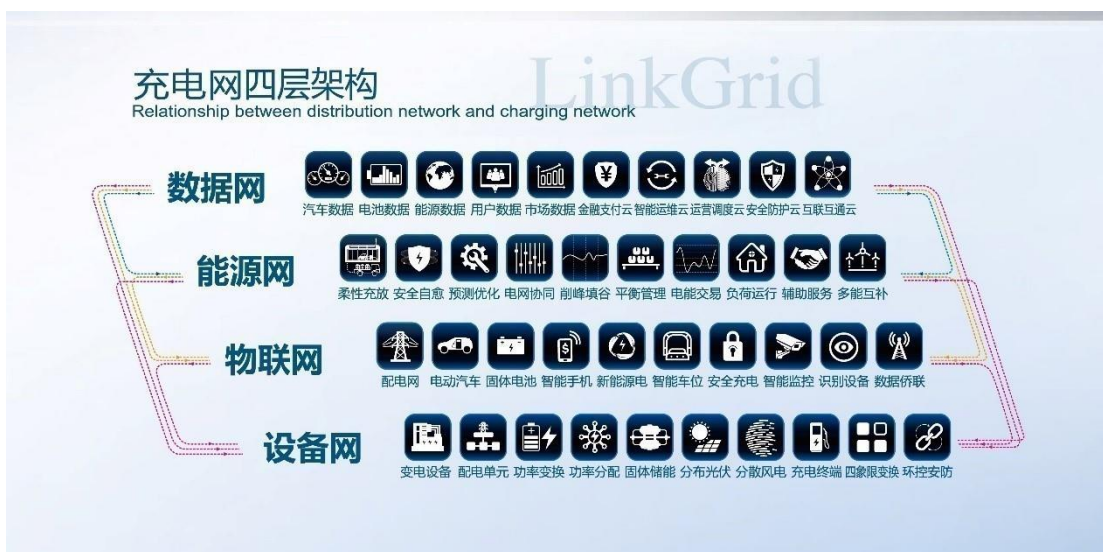 LinkGrid
充电网四层架构
Relationship between distribution network and charging network
数据网
汽车数据 电池数据 能源数据 用户数据 市场数据 金融支付云 智能运维云 运营调度云 安全防护云 互联互通云
能源网
柔性充放 安全自愈 预测优化 电网协同 削峰填谷 平衡管理 电能交易 负荷运行 辅助服务 多能互补
物联网
配电网 电动汽车 固体电池 智能手机 新能源电 智能车位 安全充电 智能监控 识别设备 数据侨联
设备网
变电设备 配电单元 功率变换 功率分配 固体储能 分布光伏 分散风电 充电终端 四象限变换 环控安防